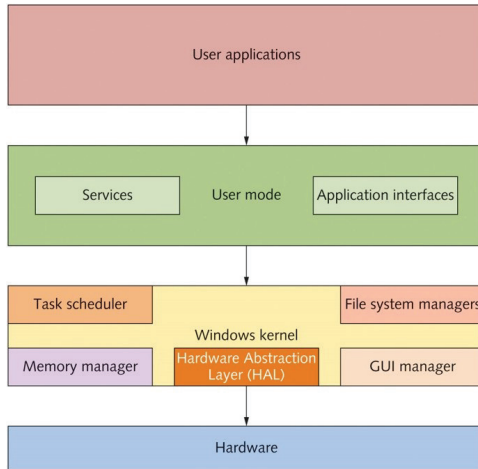 User applications
Services
User mode
Application interfaces
Task scheduler
File system managers
Windows kernel
Memory manager
Hardware Abstraction
Layer (HAL)
GUI manager
Hardware